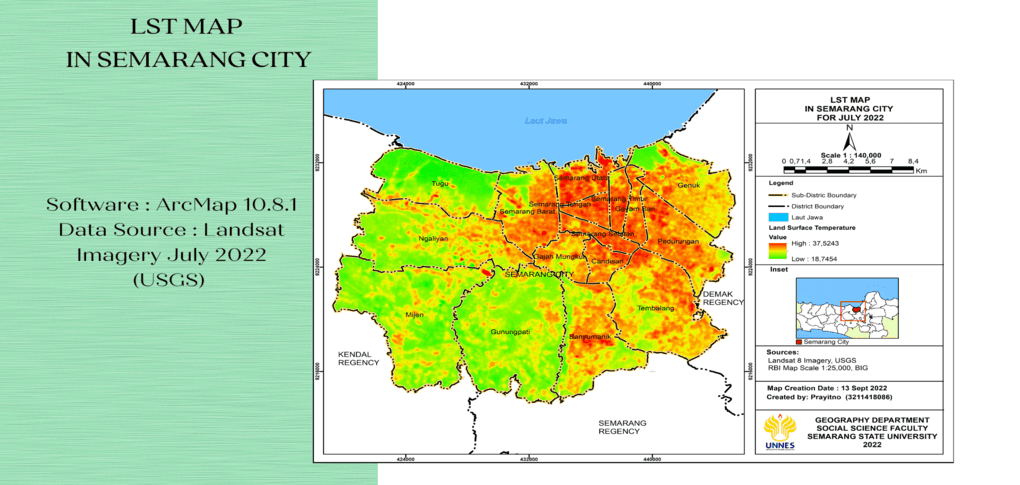 LST MAP
IN SEMARANG CITY
Software : ArcMap 10.8.1
Data Source : Landsat
Imagery July 2022
(USGS)
424000
432000
440000
Laut Jawa
Tugu
Semarang Utara
Genuk
Semarang Tengah
Semarang Timur
Semarang Barat
Gayam Sari
Ngaliyan
Semarang Selatan
Pedurungan
Gajah Mungkur
Candisari
SEMARANG CITY
DEMAK
REGENCY
Mijen
Tembalang
Gunungpati
Banyumanik
KENDAL
REGENCY
SEMARANG
REGENCY
424000
432000
440000
LST MAP
IN SEMARANG CITY
FOR JULY 2022
N
Scale 1 : 140,000
0 0,71,4 2,8 4,2 5,6 7 8,4
Km
Legend
Sub-Distric Boundary
District Boundary
Laut Jawa
Land Surface Temperature
Value
High : 37,5243
Low : 18,7454
Inset
Semarang City
Sources:
Landsat 8 Imagery, USGS
RBI Map Scale 1:25,000, BIG
Map Creation Date : 13 Sept 2022
Created by: Prayitno (3211418086)
UNNES
GEOGRAPHY DEPARTMENT
SOCIAL SCIENCE FACULTY
SEMARANG STATE UNIVERSITY
2022